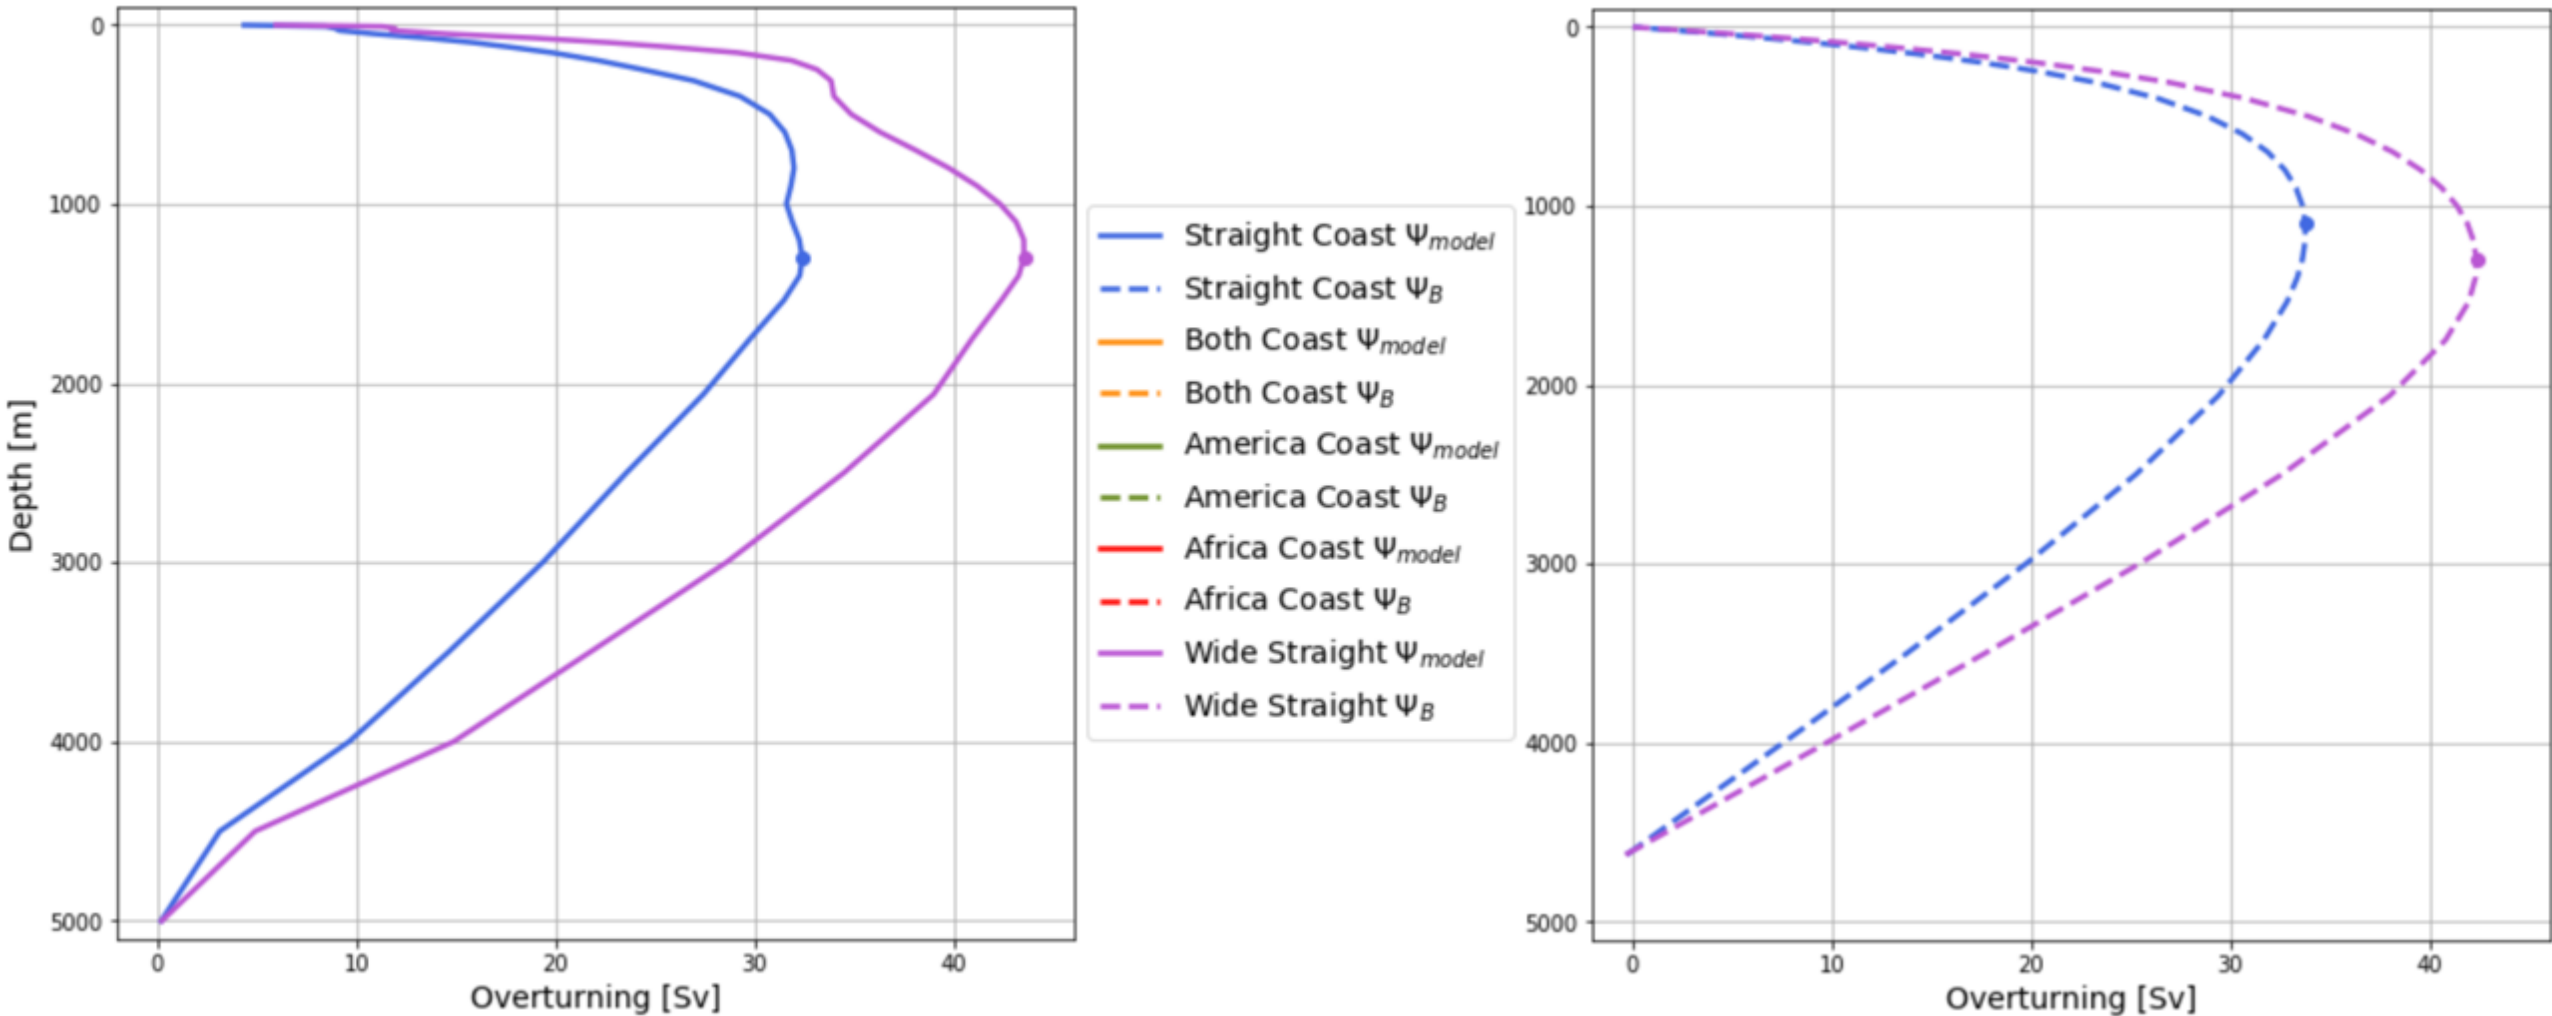 0
1000
2000
3000
4000
5000
Depth [m]
0 10 20 30 40
Overturning [Sv]
Straight Coast Ψmodel
Straight Coast ΨB
Both Coast Ψmodel
Both Coast ΨB
America Coast Ψmodel
America Coast ΨB
Africa Coast Ψmodel
Africa Coast ΨB
Wide Straight Ψmodel
Wide Straight ΨB
0
1000
2000
3000
4000
5000
0 10 20 30 40
Overturning [Sv]